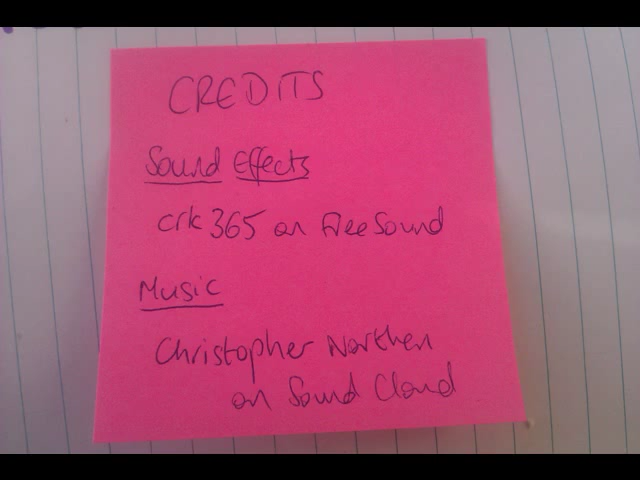 CREDITS
Sound Effects
crk365 on FreeSound
Music
Christopher Northen
on Sound Cloud